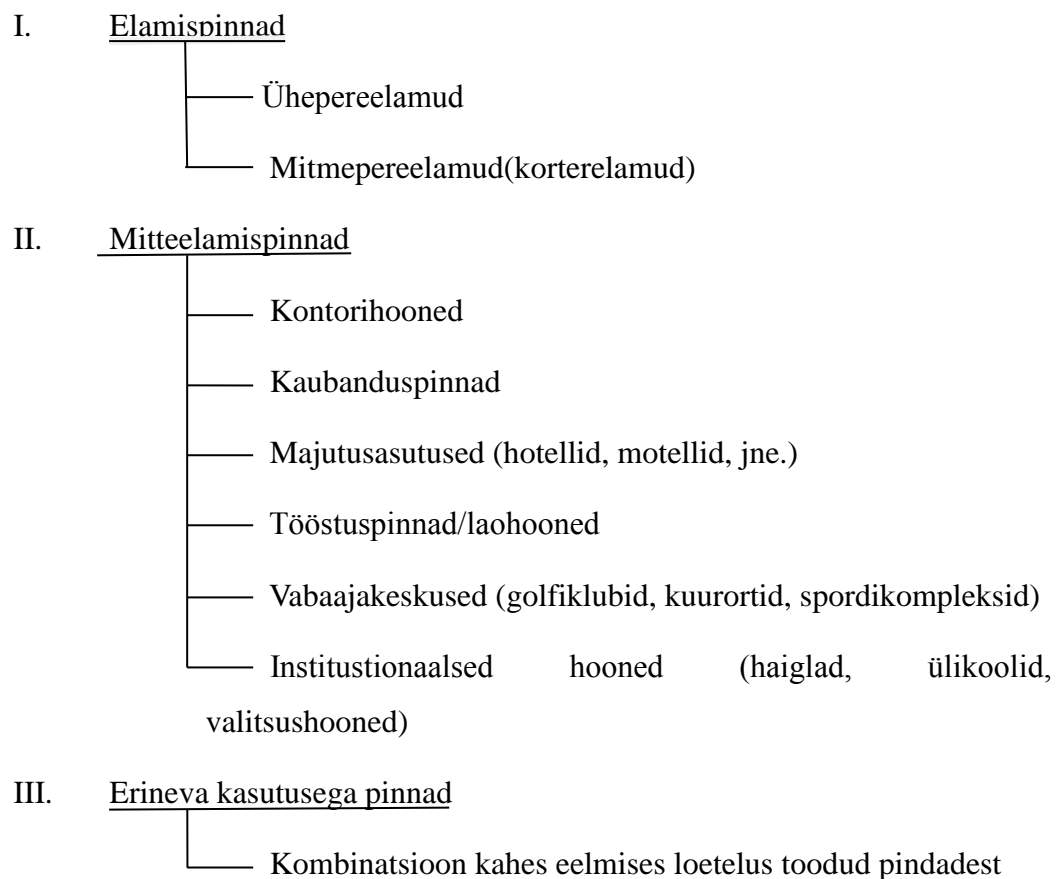 I. Elamispinnad
Ühepereelamud
Mitmepereelamud(korterelamud)
II. Mitteelamispinnad
Kontorihooned
Kaubanduspinnad
Majutusasutused (hotellid, motellid, jne.)
Tööstuspinnad/laohooned
Vabaajakeskused (golfiklubid, kuurortid, spordikompleksid)
Institustionaalsed hooned (haiglad, ülikoolid,
valitsushooned)
III. Erineva kasutusega pinnad
Kombinatsioon kahes eelmises loetelus toodud pindadest